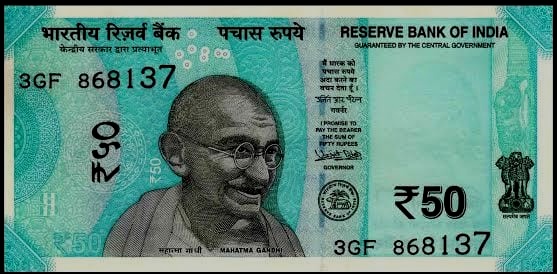 भारतीय रिज़र्व बैंक
केन्द्रीय सरकार द्वारा प्रत्याभूत
पचास रुपये
RESERVE BANK OF INDIA
GUARANTEED BY THE CENTRAL GOVERNMENT
3GF 868137
मैं धारक को
पचास रुपये
अदा करने का
वचन देता हूँ।
गवर्नर
I PROMISE TO
PAY THE BEARER
THE SUM OF
FIFTY RUPEES
GOVERNOR
₹५०
₹50
₹50
₹50
सत्यमेव जयते
महात्मा गांधी
MAHATMA GANDHI
3GF 868137